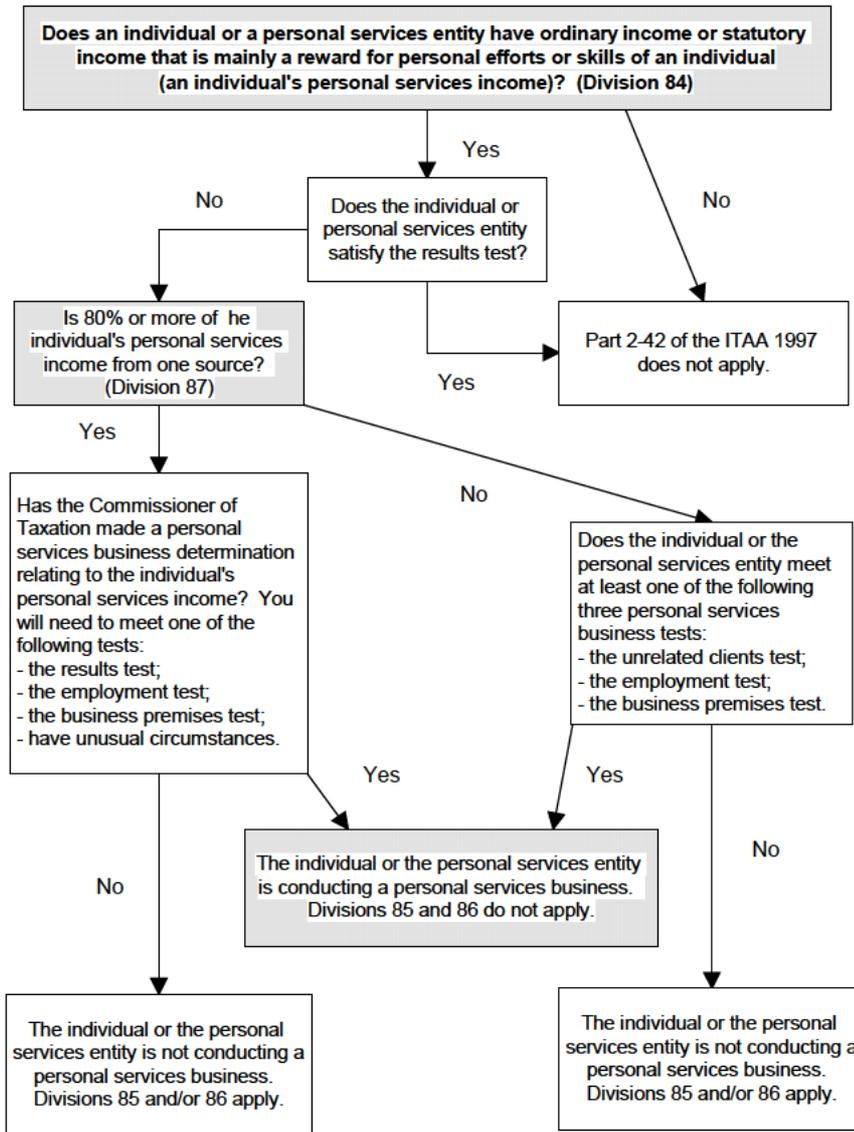 Does an individual or a personal services entity have ordinary income or statutory
income that is mainly a reward for personal efforts or skills of an individual
(an individual's personal services income)? (Division 84)
Yes
No
No
Does the individual or
personal services entity
satisfy the results test?
Is 80% or more of he
individual's personal services
income from one source?
(Division 87)
Part 2-42 of the ITAA 1997
does not apply.
Yes
Yes
No
Has the Commissioner of
Taxation made a personal
services business determination
relating to the individual's
personal services income? You
will need to meet one of the
following tests:
- the results test;
- the employment test;
- the business premises test;
- have unusual circumstances.
Does the individual or the
personal services entity meet
at least one of the following
three personal services
business tests:
- the unrelated clients test;
- the employment test;
- the business premises test.
Yes
Yes
No
No
The individual or the personal services entity
is conducting a personal services business.
Divisions 85 and 86 do not apply.
The individual or the personal
services entity is not conducting a
personal services business.
Divisions 85 and/or 86 apply.
The individual or the personal
services entity is not conducting a
personal services business.
Divisions 85 and/or 86 apply.